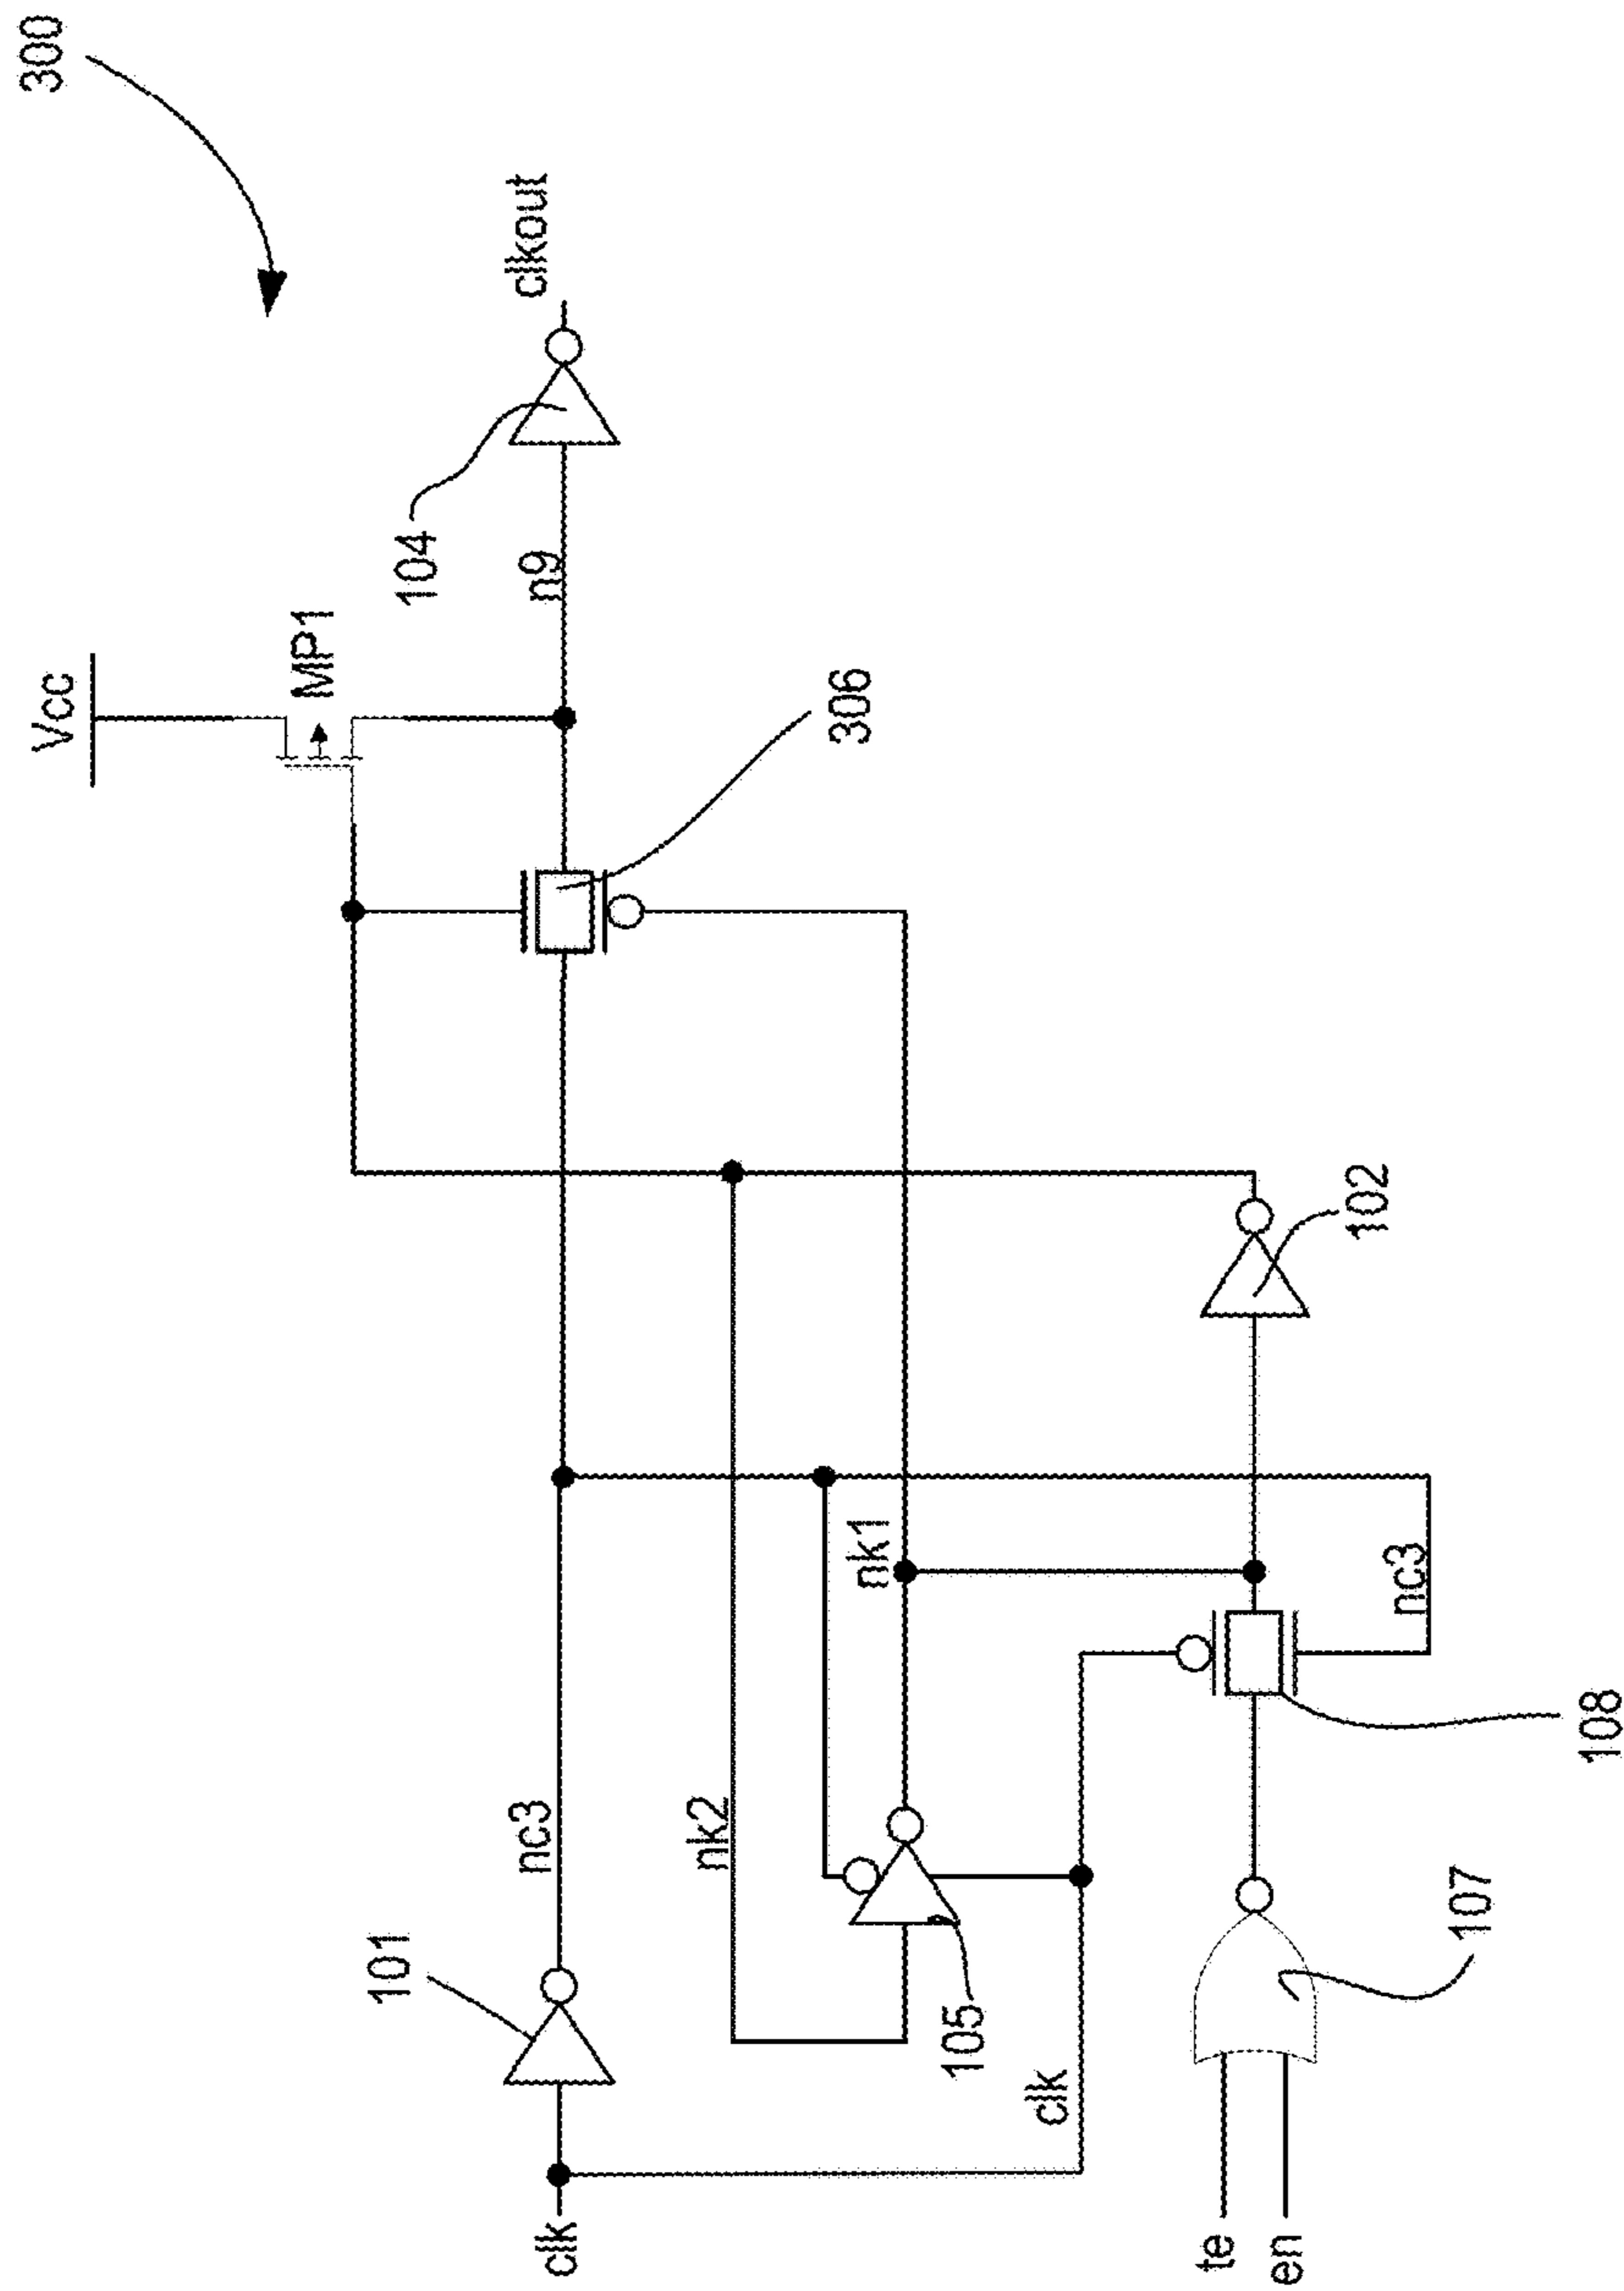 300
Vcc
MP1
clkout
104
n9
306
101
nc3
nk2
nk1
102
105
clk
clk
nc3
108
107
te
en